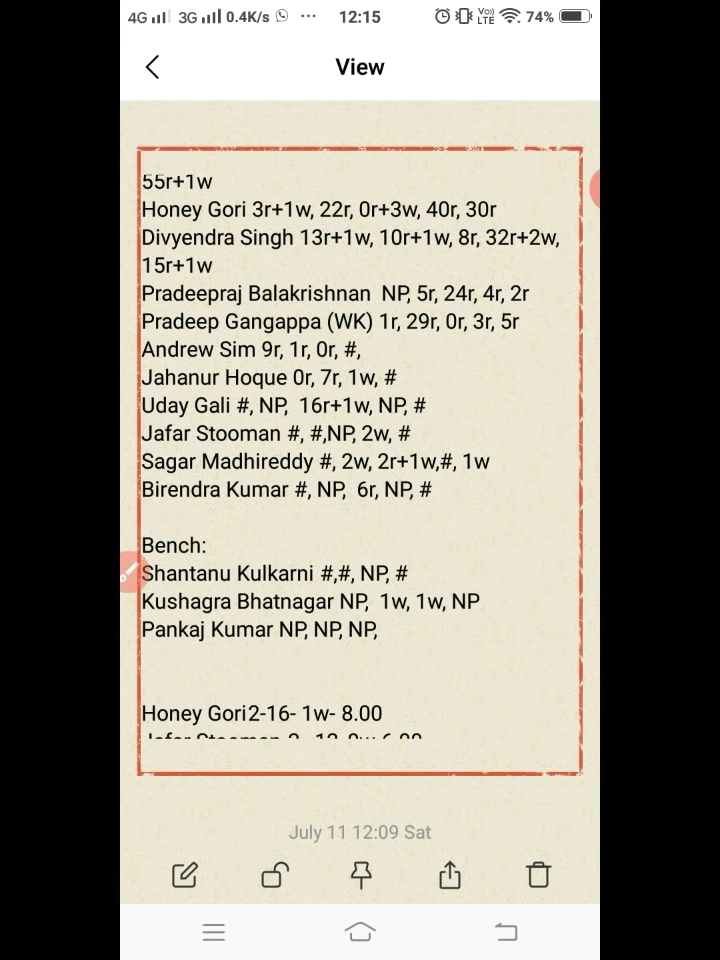 4G 3G 0.4K/s ... 12:15 Vo)) LTE 74%
View
55r+1w
Honey Gori 3r+1w, 22r, 0r+3w, 40r, 30r
Divyendra Singh 13r+1w, 10r+1w, 8r, 32r+2w,
15r+1w
Pradeepraj Balakrishnan  NP, 5r, 24r, 4r, 2r
Pradeep Gangappa (WK) 1r, 29r, 0r, 3r, 5r
Andrew Sim 9r, 1r, 0r, #,
Jahanur Hoque 0r, 7r, 1w, #
Uday Gali #, NP,  16r+1w, NP, #
Jafar Stooman #, #,NP, 2w, #
Sagar Madhireddy #, 2w, 2r+1w,#, 1w
Birendra Kumar #, NP,  6r, NP, #
Bench:
Shantanu Kulkarni #,#, NP, #
Kushagra Bhatnagar NP,  1w, 1w, NP
Pankaj Kumar NP, NP, NP,
Honey Gori2-16- 1w- 8.00
July 11 12:09 Sat